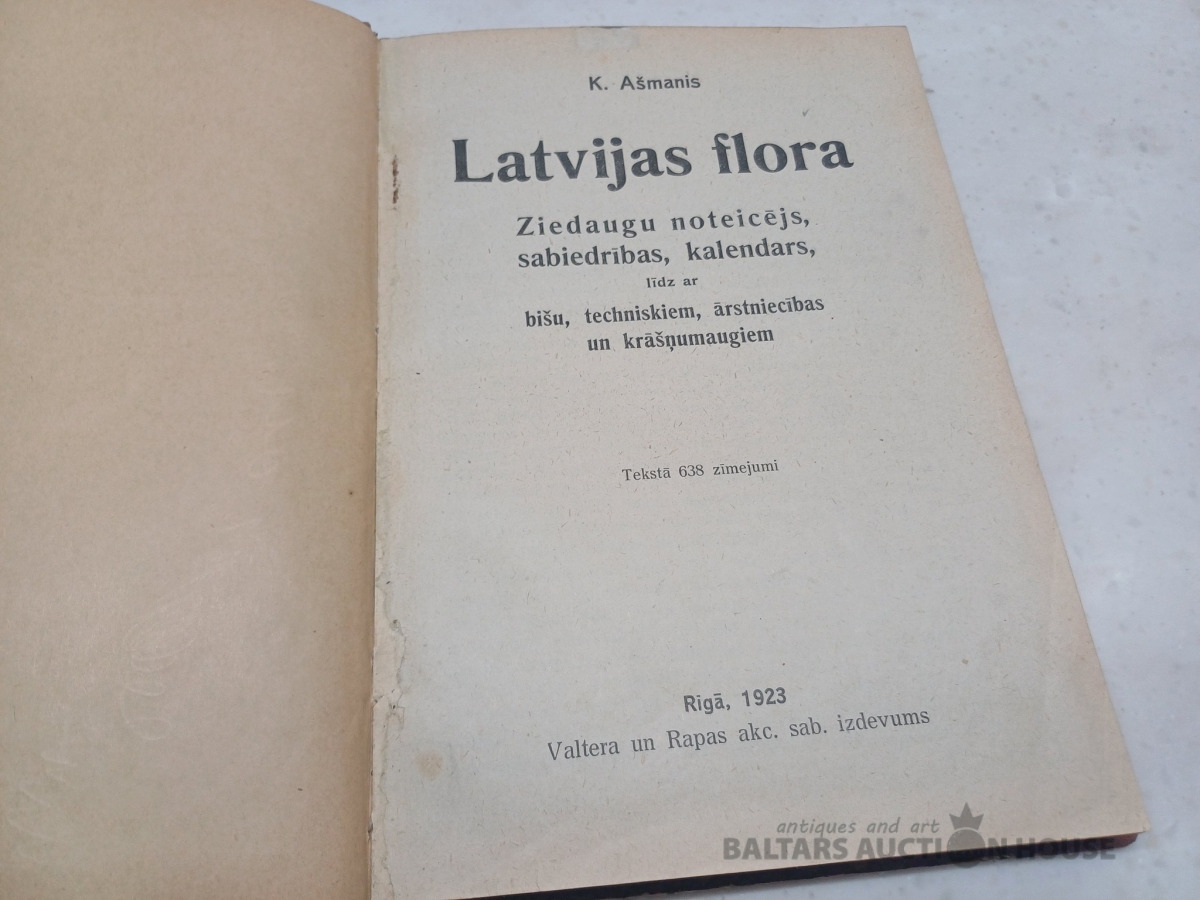 K. Ašmanis
Latvijas flora
Ziedaugu noteicējs,
sabiedrības, kalendars,
līdz ar
bišu, techniskiem, ārstniecības
un krāšņumaugiem
Tekstā 638 zīmejumi
Rīgā, 1923
Valtera un Rapas akc. sab. izdevums
antiques and art
BALTARS AUCTION HOUSE